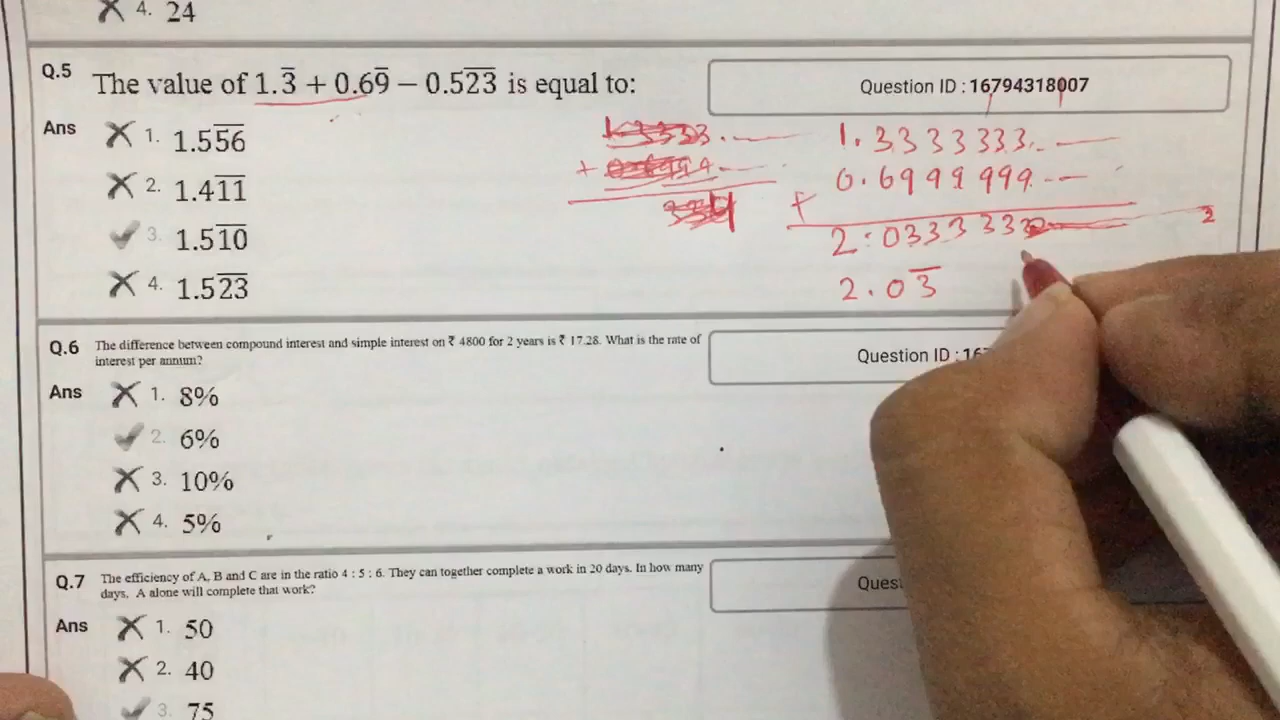 4. 24
Q.5 The value of 1.3̅ + 0.69̅ − 0.52̅3̅ is equal to:
Question ID : 16794318007
Ans
1. 1.55̅6̅
2. 1.41̅1̅
3. 1.51̅0̅
4. 1.52̅3̅
1.3333333.. ——
+ 0.6999999.---
2.0333333
2
2.03̅
Q.6 The difference between compound interest and simple interest on ₹ 4800 for 2 years is ₹ 17.28. What is the rate of
interest per annum?
Question ID : 167
Ans
1. 8%
2. 6%
3. 10%
4. 5%
Q.7 The efficiency of A, B and C are in the ratio 4 : 5 : 6. They can together complete a work in 20 days. In how many
days, A alone will complete that work?
Ques
Ans
1. 50
2. 40
3. 75